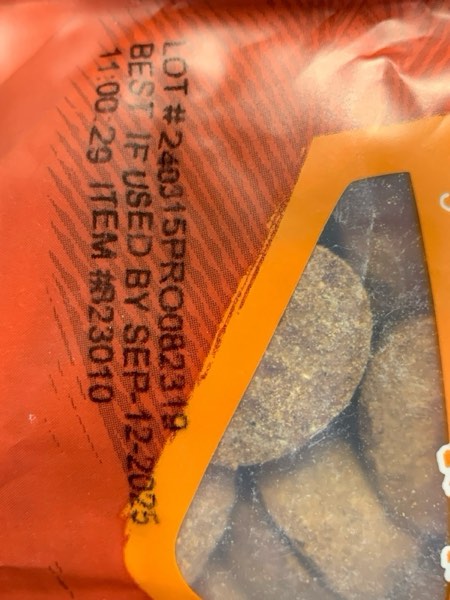 LOT # 240315PRO082319
BEST IF USED BY SEP-12-2025
11:00 29 ITEM #823010